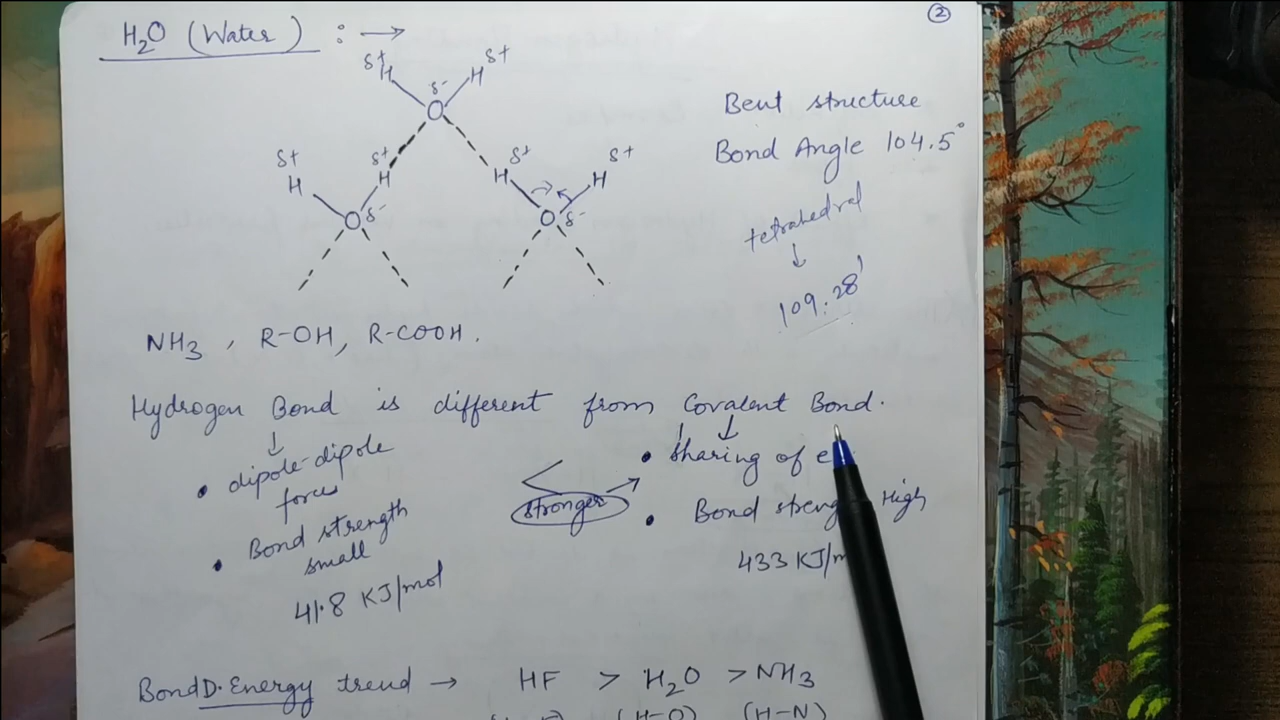 ②
H₂O (Water) : →
δ+ H δ- H δ+
O
δ+ δ+ δ+ δ+
H H H H
O δ- O δ-
Bent structure
Bond Angle 104.5°
tetrahedral
↓
109.28'
NH₃ , R-OH, R-COOH.
Hydrogen Bond is different from Covalent Bond.
↓ ↓
• dipole-dipole
forces
• Bond strength
small
41.8 KJ/mol
< stronger →
• sharing of e
• Bond High
433 KJ/m
Bond D. Energy trend → HF > H₂O > NH₃
(H-O) (H-N)